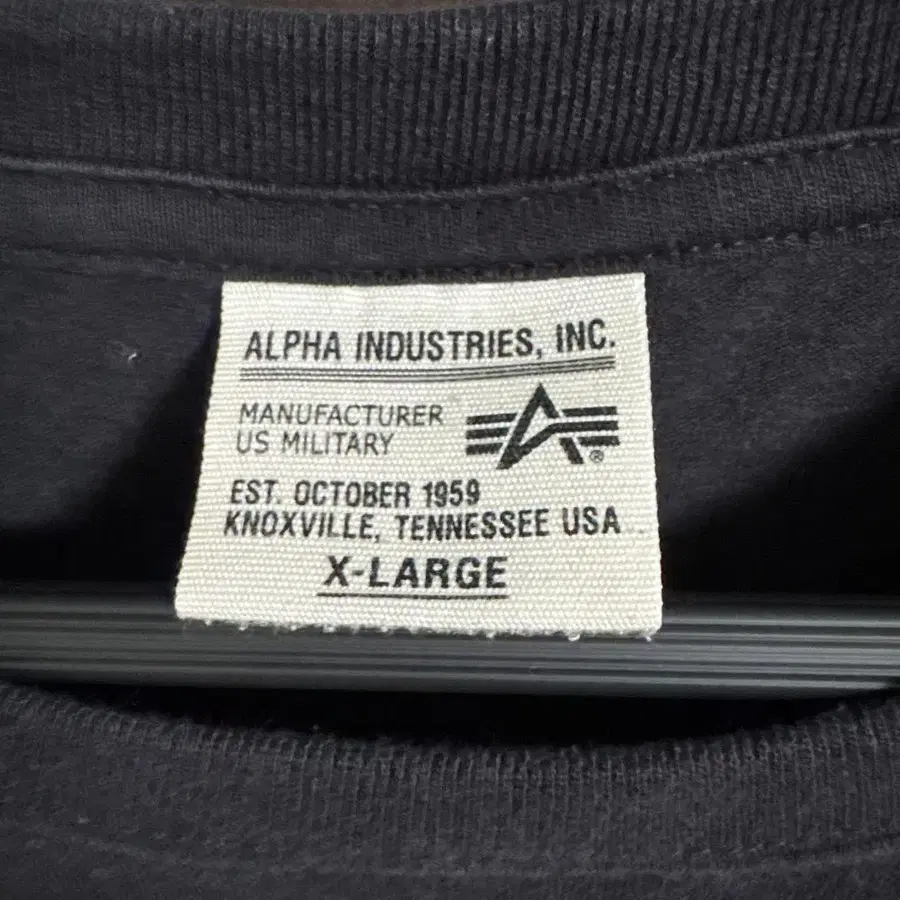 ALPHA INDUSTRIES, INC.
MANUFACTURER
US MILITARY
®
EST. OCTOBER 1959
KNOXVILLE, TENNESSEE USA
X-LARGE